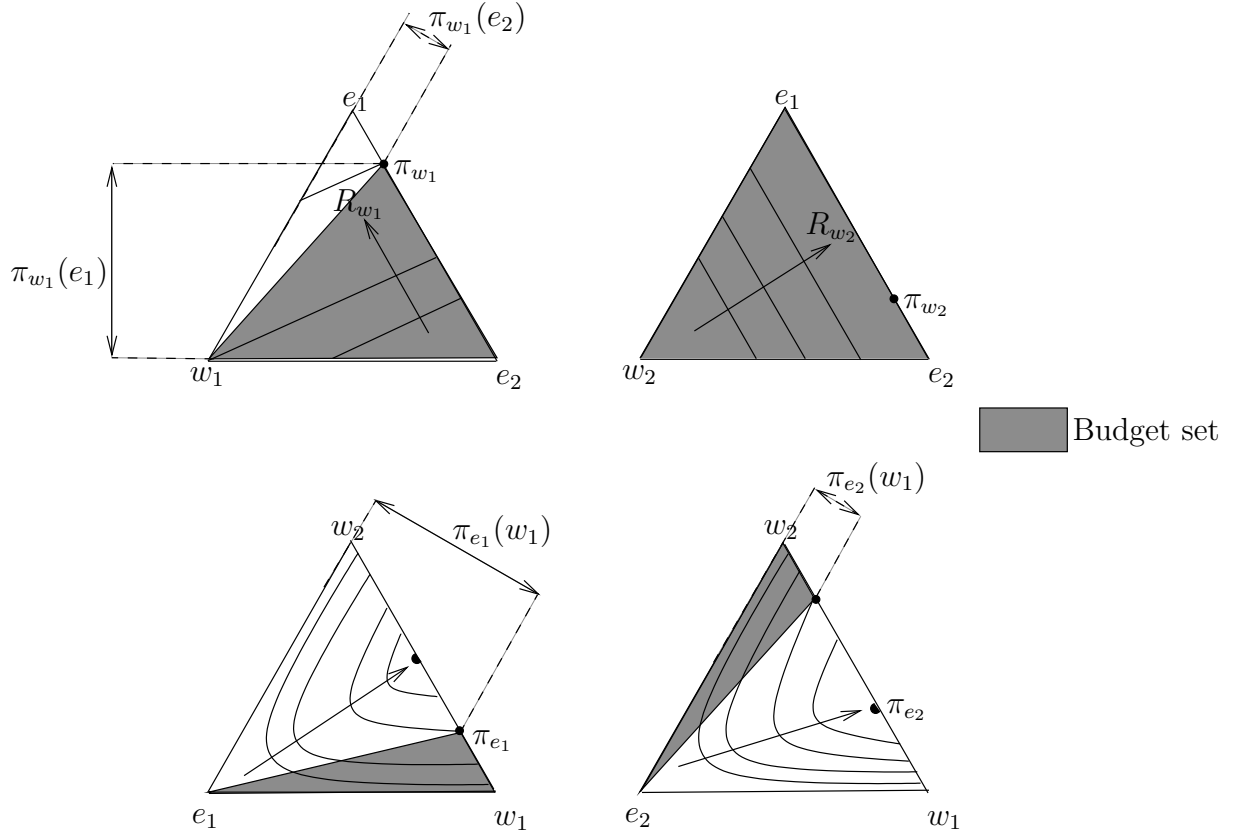 π_{w_1}(e_2)
e_1
e_1
π_{w_1}
R_{w_1}
R_{w_2}
π_{w_1}(e_1)
π_{w_2}
w_1
e_2
w_2
e_2
Budget set
π_{e_2}(w_1)
w_2
π_{e_1}(w_1)
w_2
π_{e_2}
π_{e_1}
e_1
w_1
e_2
w_1